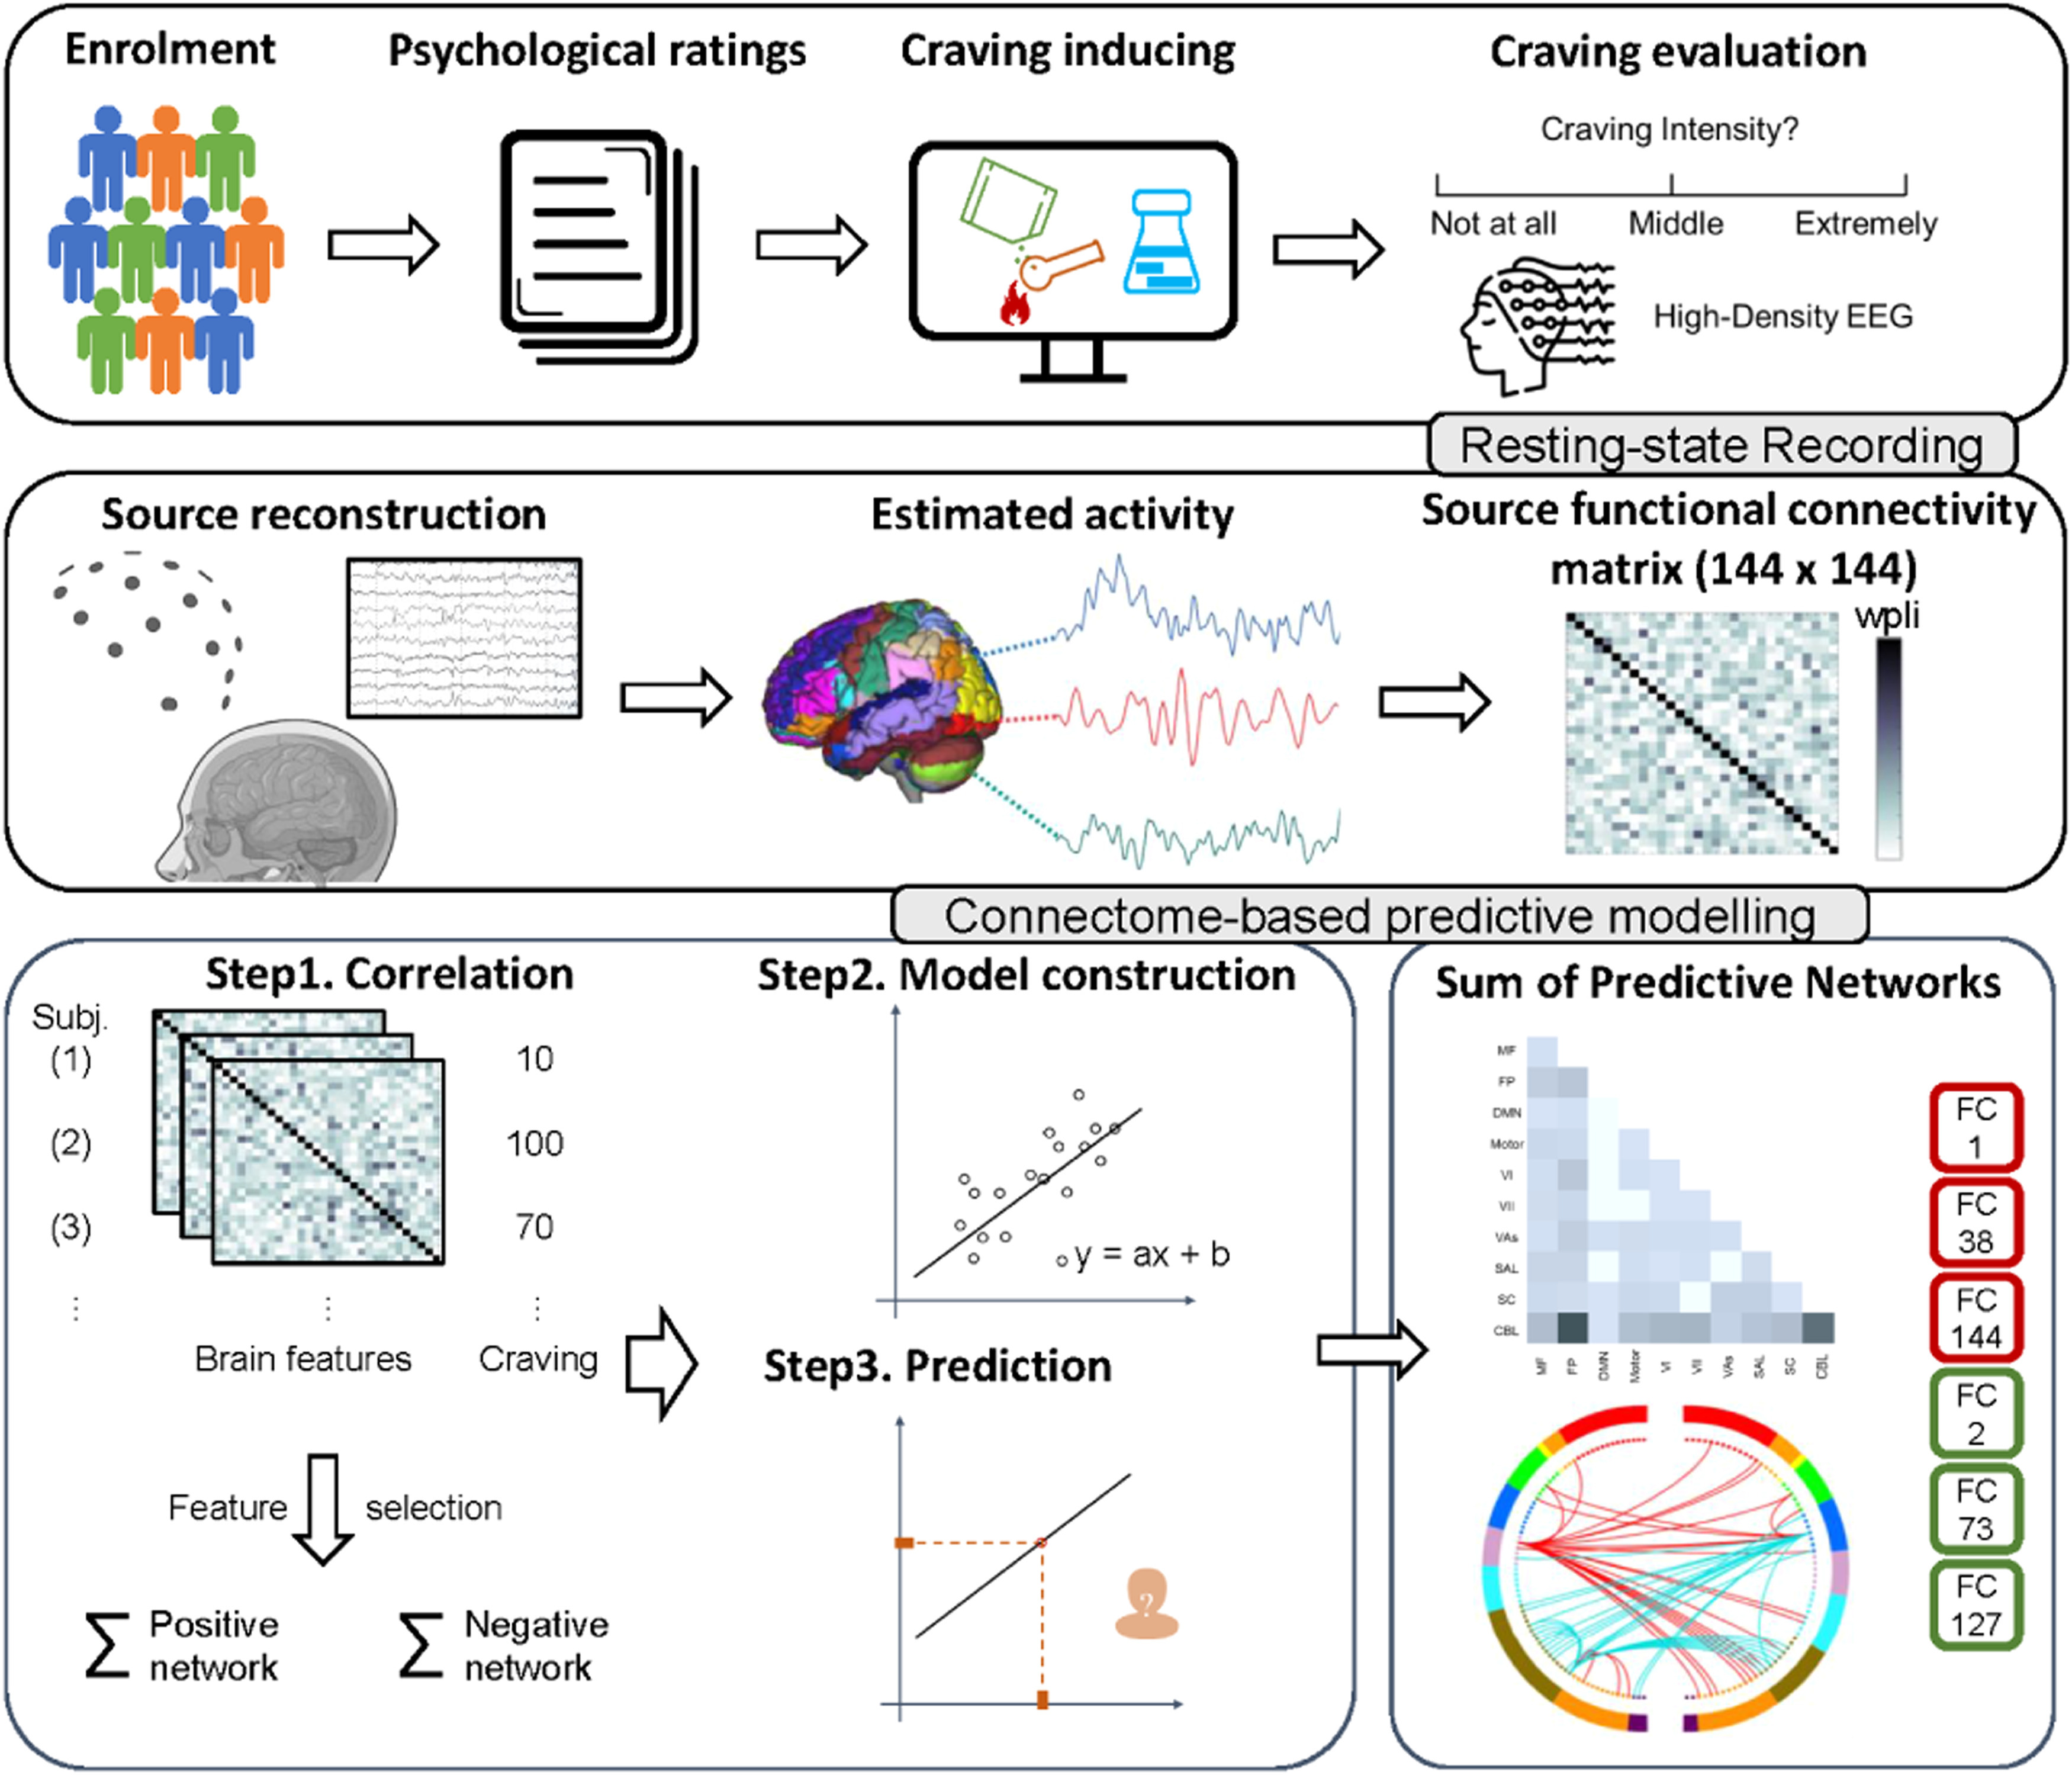 Enrolment
Psychological ratings
Craving inducing
Craving evaluation
Craving Intensity?
Not at all
Middle
Extremely
High-Density EEG
Resting-state Recording
Source reconstruction
Estimated activity
Source functional connectivity
matrix (144 x 144)
wpli
Connectome-based predictive modelling
Step1. Correlation
Subj.
(1)
10
(2)
100
(3)
70
Brain features
Craving
Feature
selection
Σ
Positive
network
Σ
Negative
network
Step2. Model construction
y = ax + b
Step3. Prediction
?
Sum of Predictive Networks
MF
FP
DMN
Motor
VI
VII
VAs
SAL
SC
CBL
MF
FP
DMN
Motor
VI
VII
VAs
SAL
SC
CBL
FC
1
FC
38
FC
144
FC
2
FC
73
FC
127